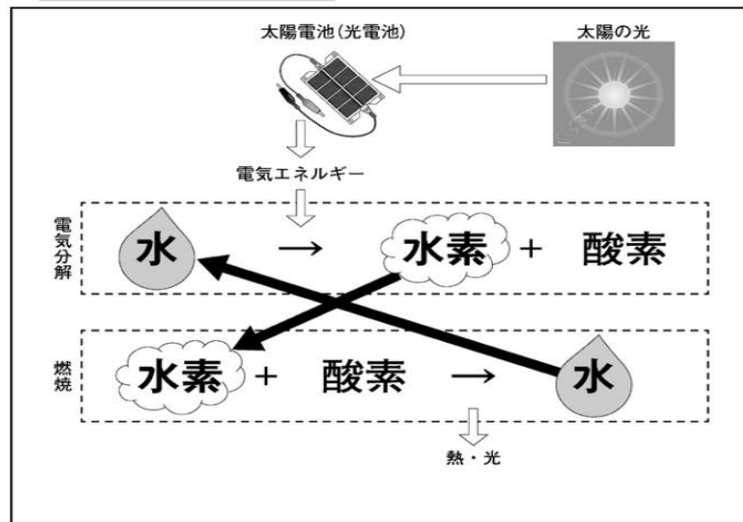 太陽電池(光電池)
太陽の光
電気エネルギー
電気分解
水 → 水素 + 酸素
燃焼
水素 + 酸素 → 水
熱・光